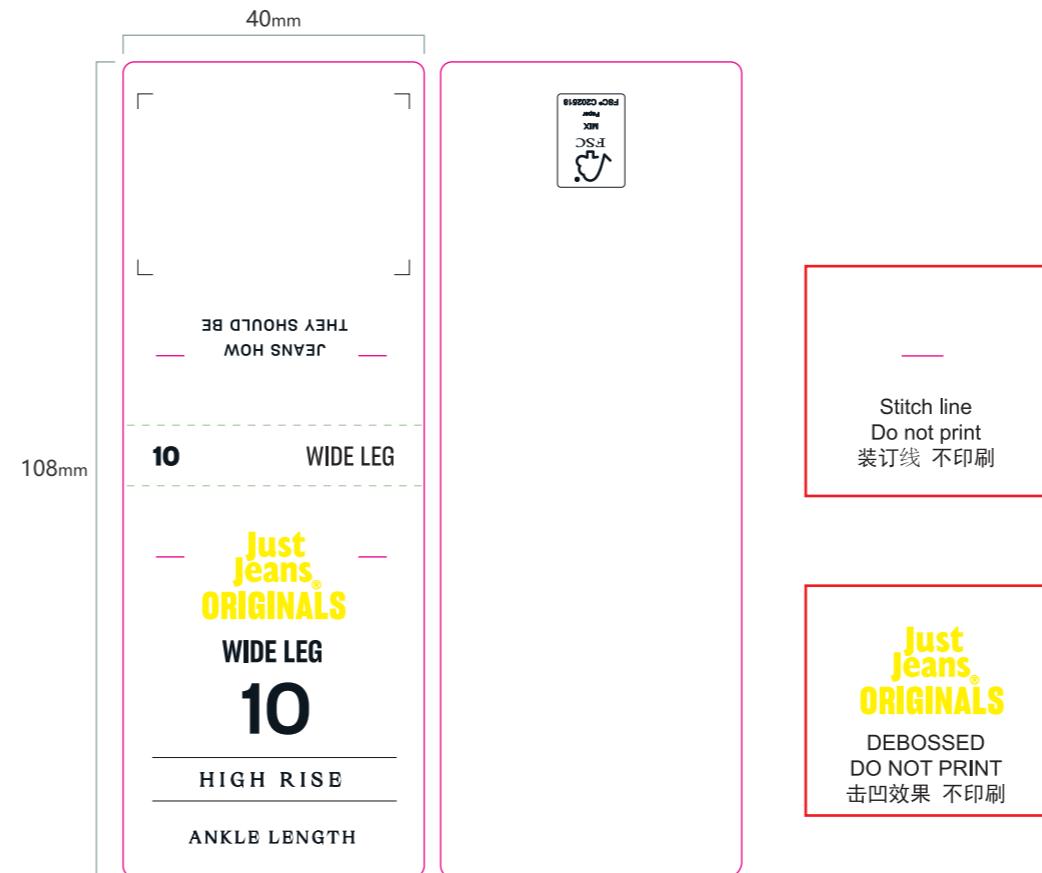 40mm
108mm
JEANS HOW
THEY SHOULD BE
10 WIDE LEG
Just
Jeans®
ORIGINALS
WIDE LEG
10
HIGH RISE
ANKLE LENGTH
FSC
MIX
Paper
FSC® C202518
Stitch line
Do not print
装订线 不印刷
Just
Jeans®
ORIGINALS
DEBOSSED
DO NOT PRINT
击凹效果 不印刷